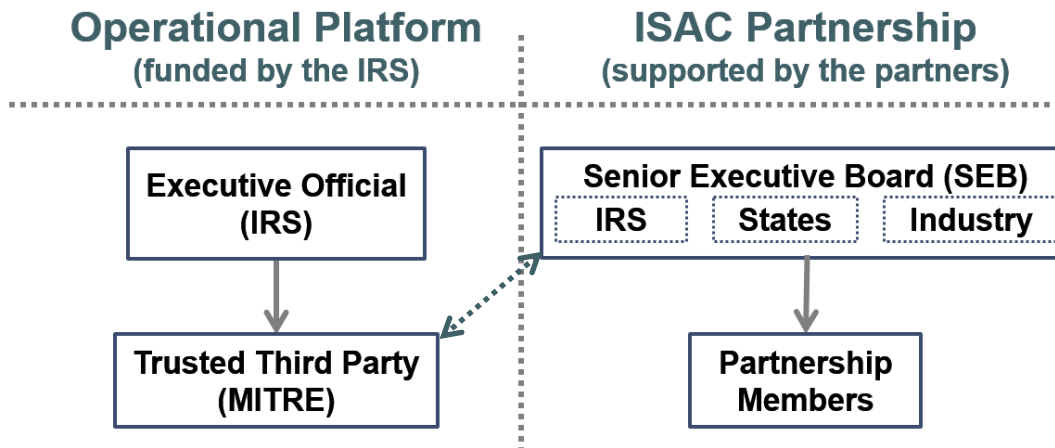 Operational Platform
(funded by the IRS)
ISAC Partnership
(supported by the partners)
Executive Official
(IRS)
Trusted Third Party
(MITRE)
Senior Executive Board (SEB)
IRS
States
Industry
Partnership
Members